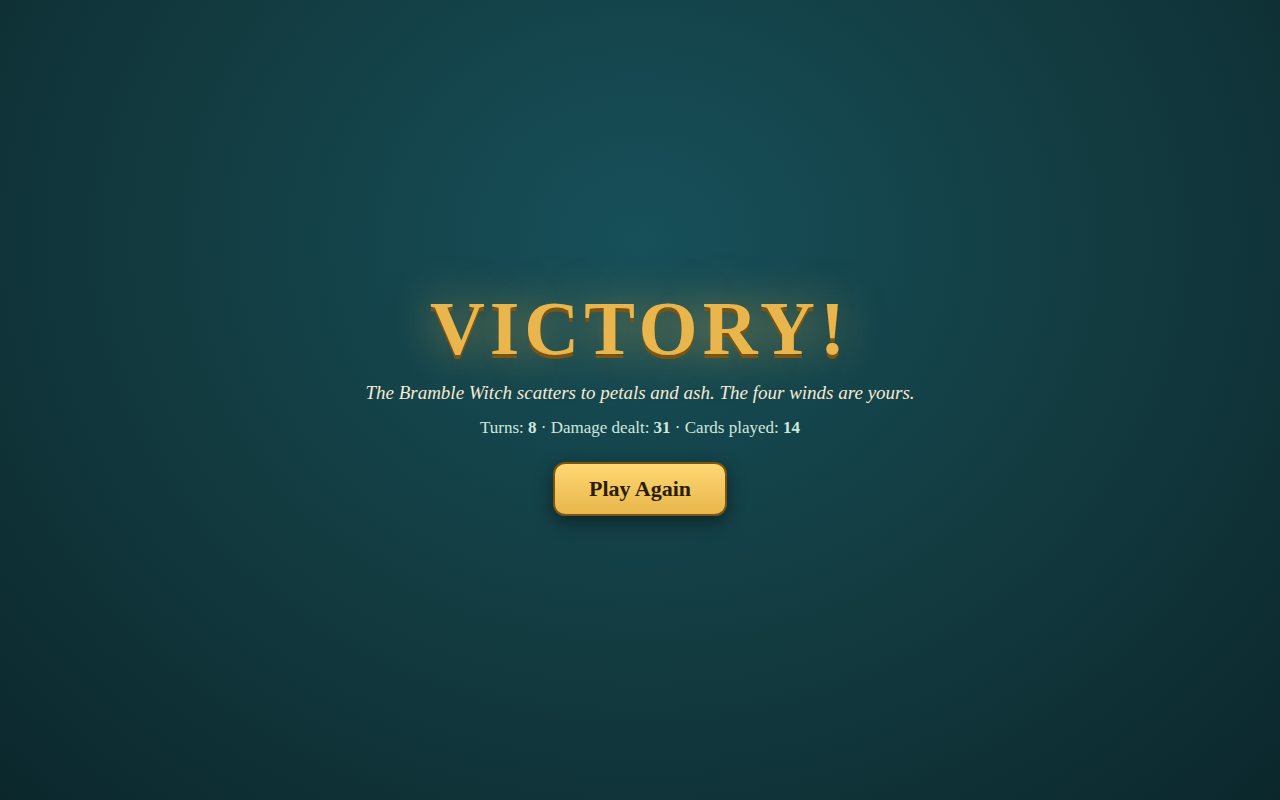 VICTORY!
The Bramble Witch scatters to petals and ash. The four winds are yours.
Turns: 8 · Damage dealt: 31 · Cards played: 14
Play Again